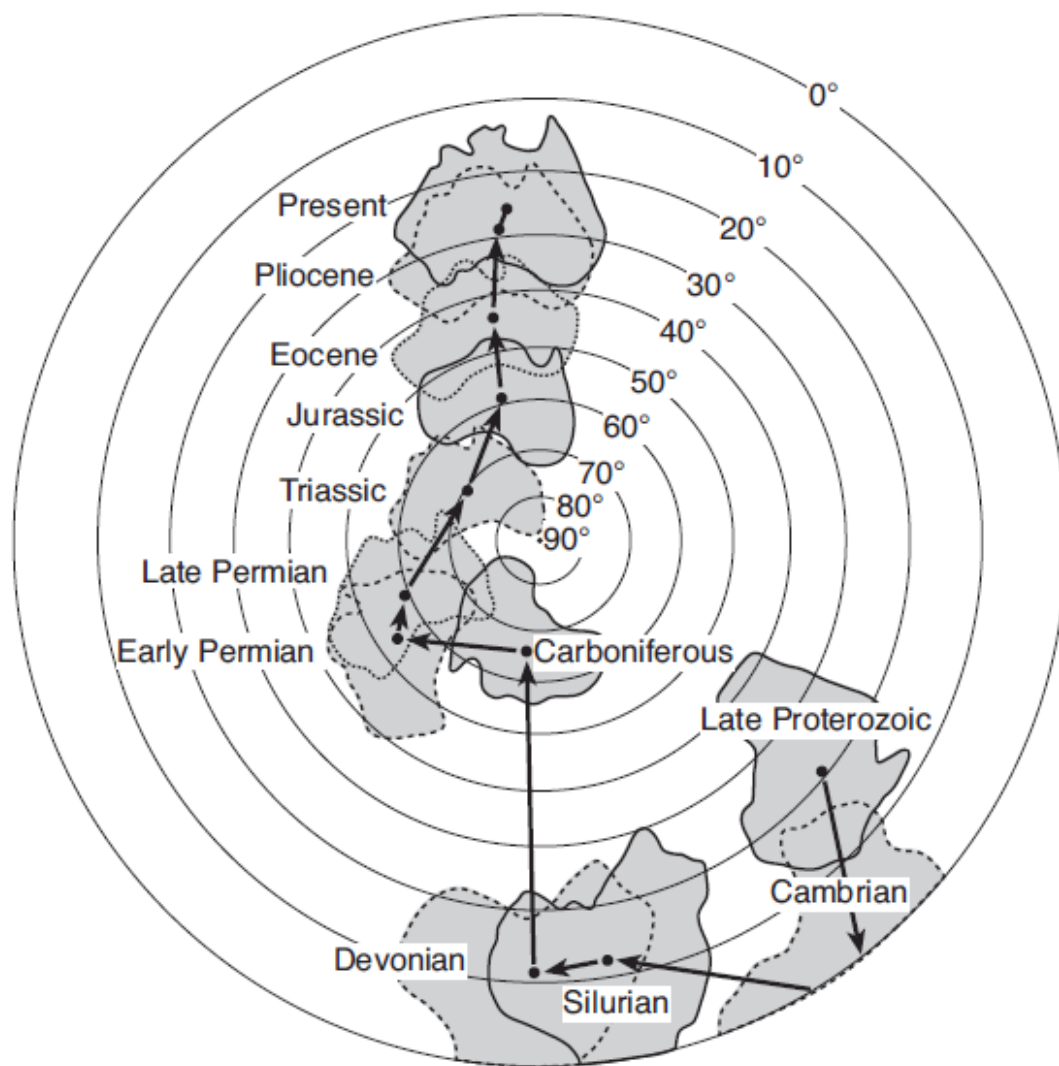 0°
10°
20°
30°
40°
50°
60°
70°
80°
90°
Present
Pliocene
Eocene
Jurassic
Triassic
Late Permian
Early Permian
Carboniferous
Late Proterozoic
Cambrian
Devonian
Silurian